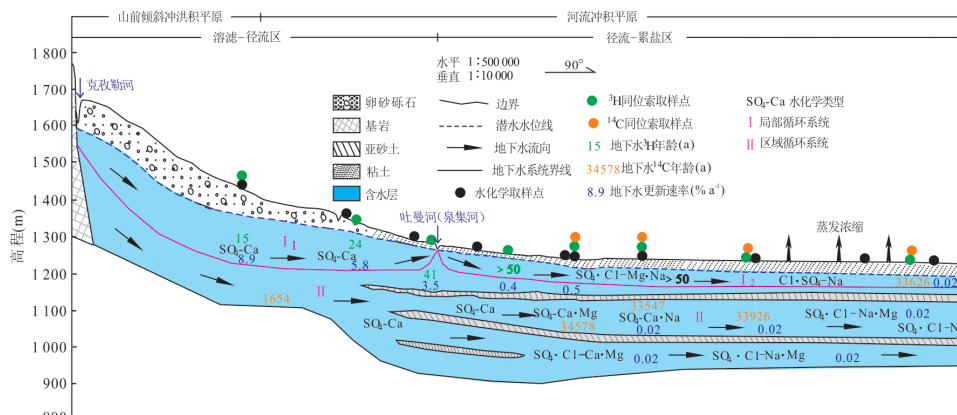 山前倾斜冲洪积平原 河流冲积平原
溶滤-径流区 径流-累盐区
水平 1∶500 000
垂直 1∶10 000
90°
克孜勒河
卵砂砾石 边界 ³H同位素取样点 SO₄-Ca 水化学类型
基岩 潜水水位线 ¹⁴C同位素取样点 I 局部循环系统
亚砂土 地下水流向 15 地下水³H年龄(a) II 区域循环系统
粘土 地下水系统界线 34578 地下水¹⁴C年龄(a)
含水层 水化学取样点 8.9 地下水更新速率(% a⁻¹)
高程(m)
1 800
1 700
1 600
1 500
1 400
1 300
1 200
1 100
1 000
900
800
吐曼河(泉集河)
蒸发浓缩
15 I₁ 24
SO₄-Ca SO₄-Ca
8.9 5.8
41 > 50 SO₄·C1-Mg·Na > 50 I₂ C1·SO₄-Na 33626 0.02
3.5 0.4 0.5
1654 II
SO₄-Ca SO₄-Ca SO₄-Ca·Mg 33547 SO₄-Ca·Na II 33926 SO₄·C1-Na·Mg 0.02
34578 0.02 0.02 0.02 SO₄·C1-N
SO₄·C1-Ca·Mg 0.02 SO₄·C1-Na·Mg 0.02